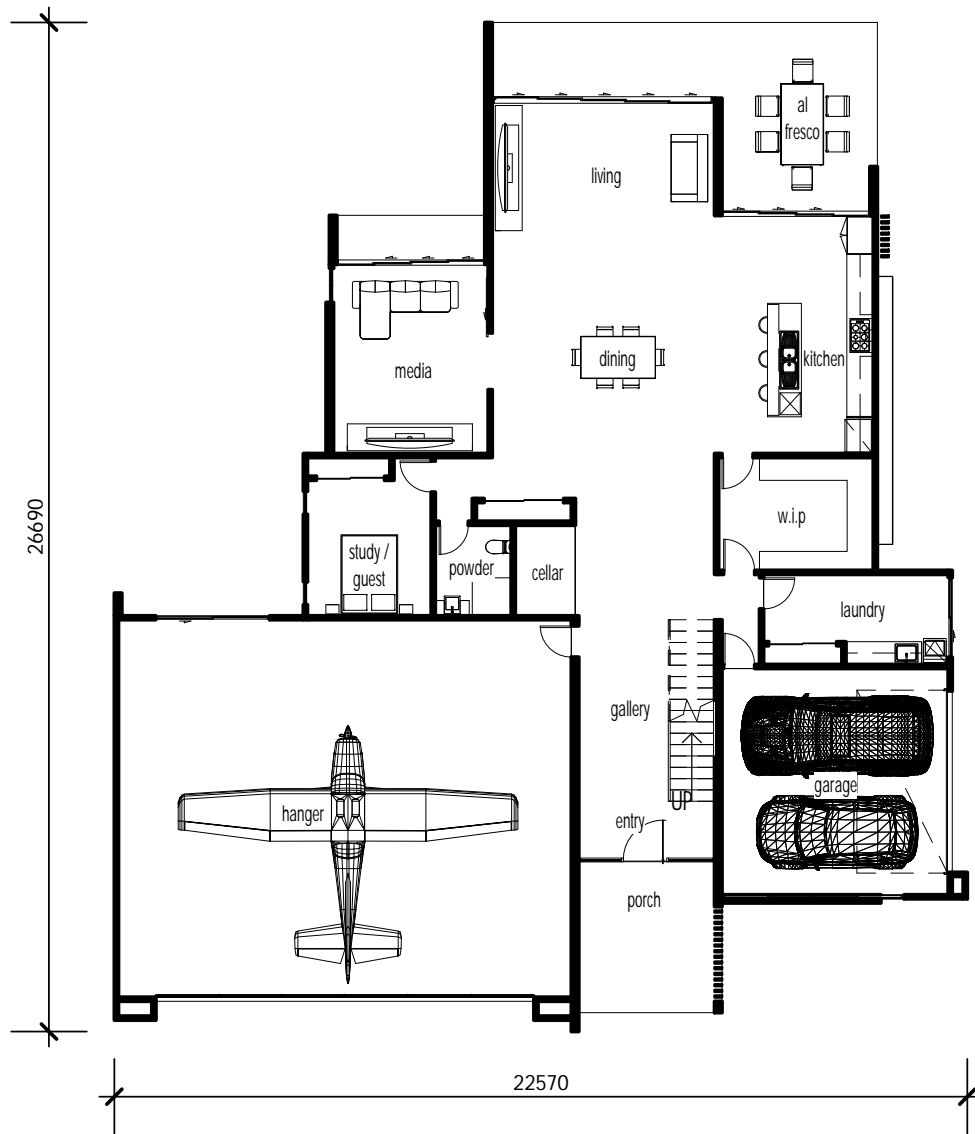 al
fresco
living
dining
kitchen
media
26690
w.i.p
study /
guest
powder
cellar
laundry
gallery
garage
hanger
UP
entry
porch
22570